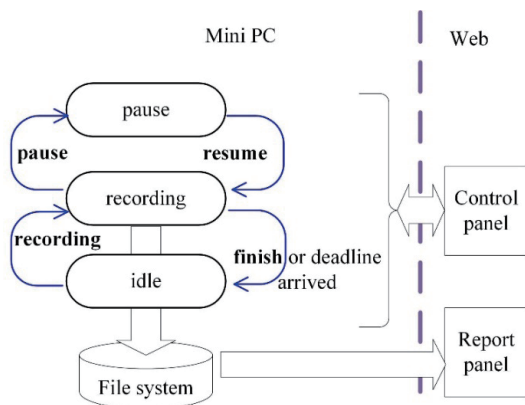 Mini PC
Web
pause
pause
resume
recording
Control
panel
recording
finish or deadline
arrived
idle
Report
panel
File system